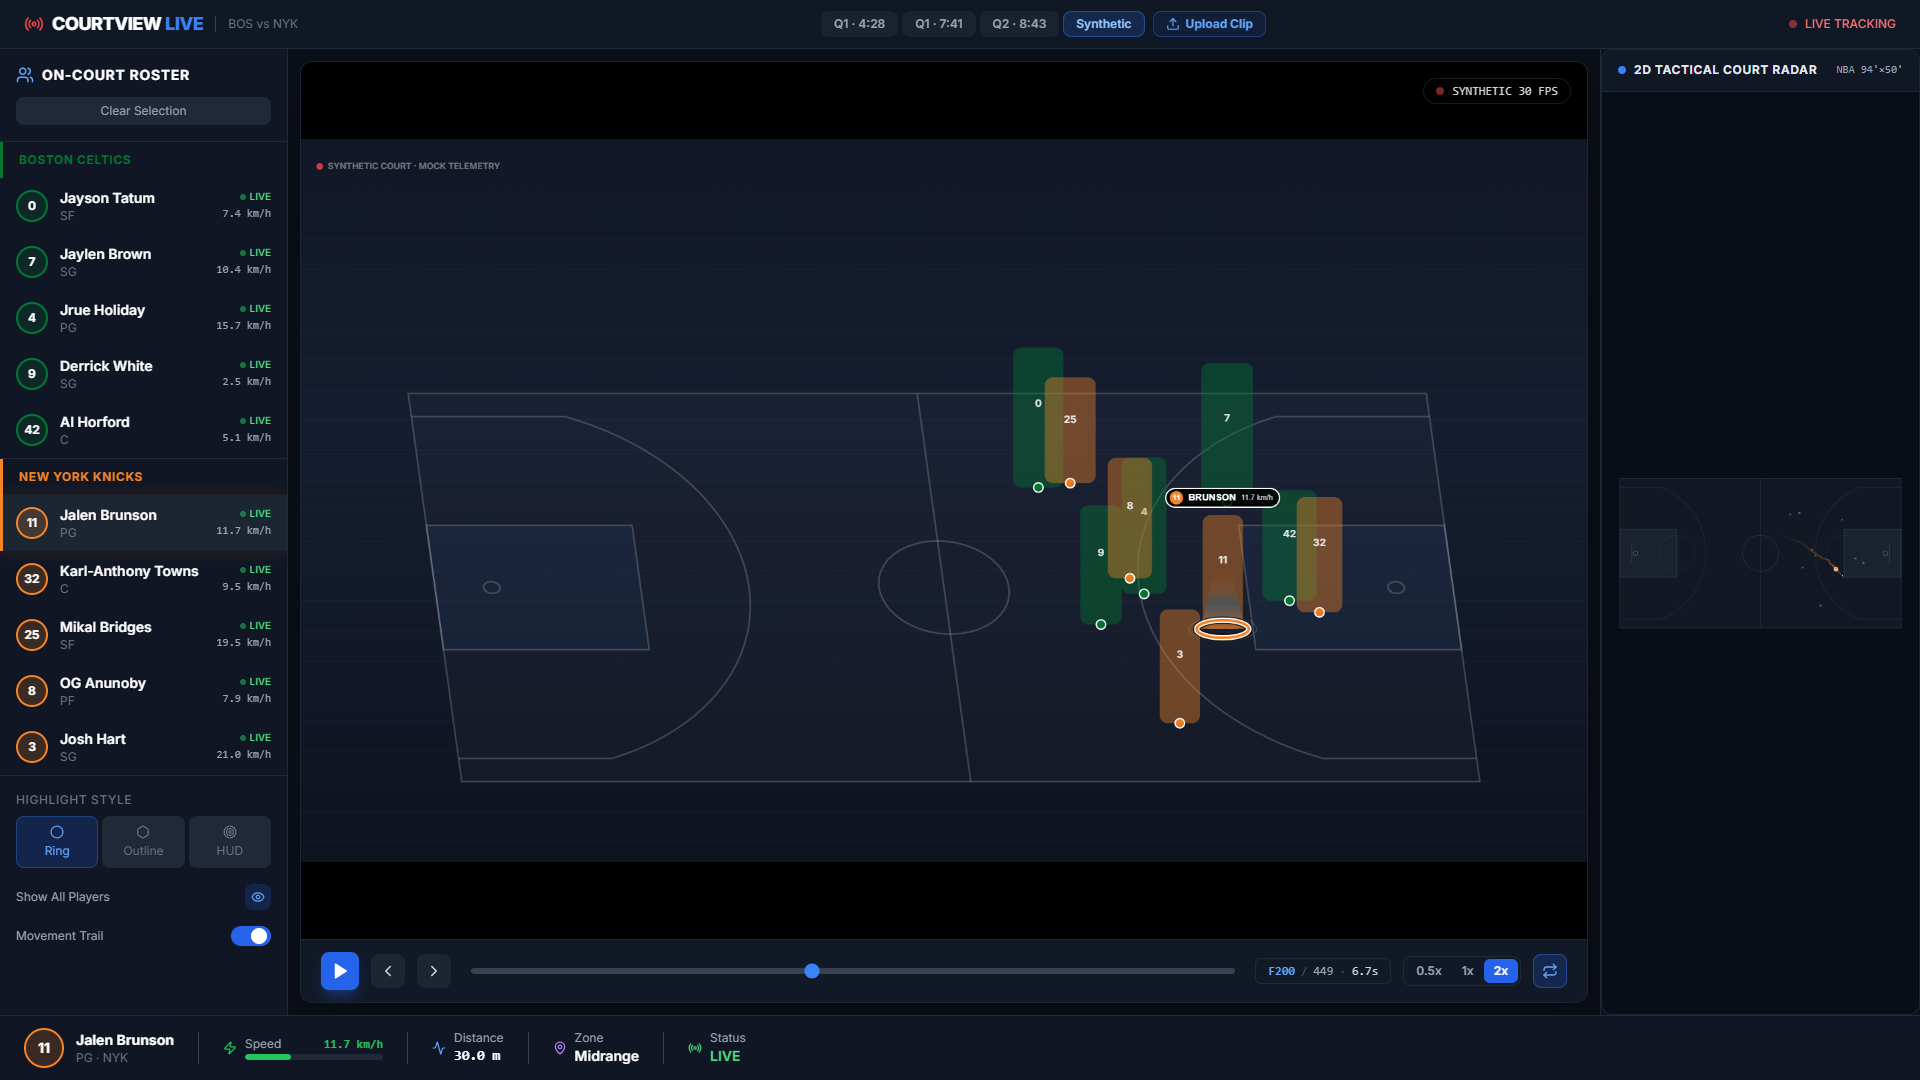 COURTVIEW LIVE
BOS vs NYK
Q1 · 4:28
Q1 · 7:41
Q2 · 8:43
Synthetic
Upload Clip
LIVE TRACKING
ON-COURT ROSTER
Clear Selection
BOSTON CELTICS
0 Jayson Tatum LIVE
SF 7.4 km/h
7 Jaylen Brown LIVE
SG 10.4 km/h
4 Jrue Holiday LIVE
PG 15.7 km/h
9 Derrick White LIVE
SG 2.5 km/h
42 Al Horford LIVE
C 5.1 km/h
NEW YORK KNICKS
11 Jalen Brunson LIVE
PG 11.7 km/h
32 Karl-Anthony Towns LIVE
C 9.5 km/h
25 Mikal Bridges LIVE
SF 19.5 km/h
8 OG Anunoby LIVE
PF 7.9 km/h
3 Josh Hart LIVE
SG 21.0 km/h
HIGHLIGHT STYLE
Ring
Outline
HUD
Show All Players
Movement Trail
SYNTHETIC 30 FPS
SYNTHETIC COURT · MOCK TELEMETRY
0
25
7
11 BRUNSON 11.7 km/h
8
4
42
32
9
11
3
F200 / 449 · 6.7s
0.5x
1x
2x
2D TACTICAL COURT RADAR
NBA 94'×50'
11 Jalen Brunson
PG · NYK
Speed 11.7 km/h
Distance
30.0 m
Zone
Midrange
Status
LIVE